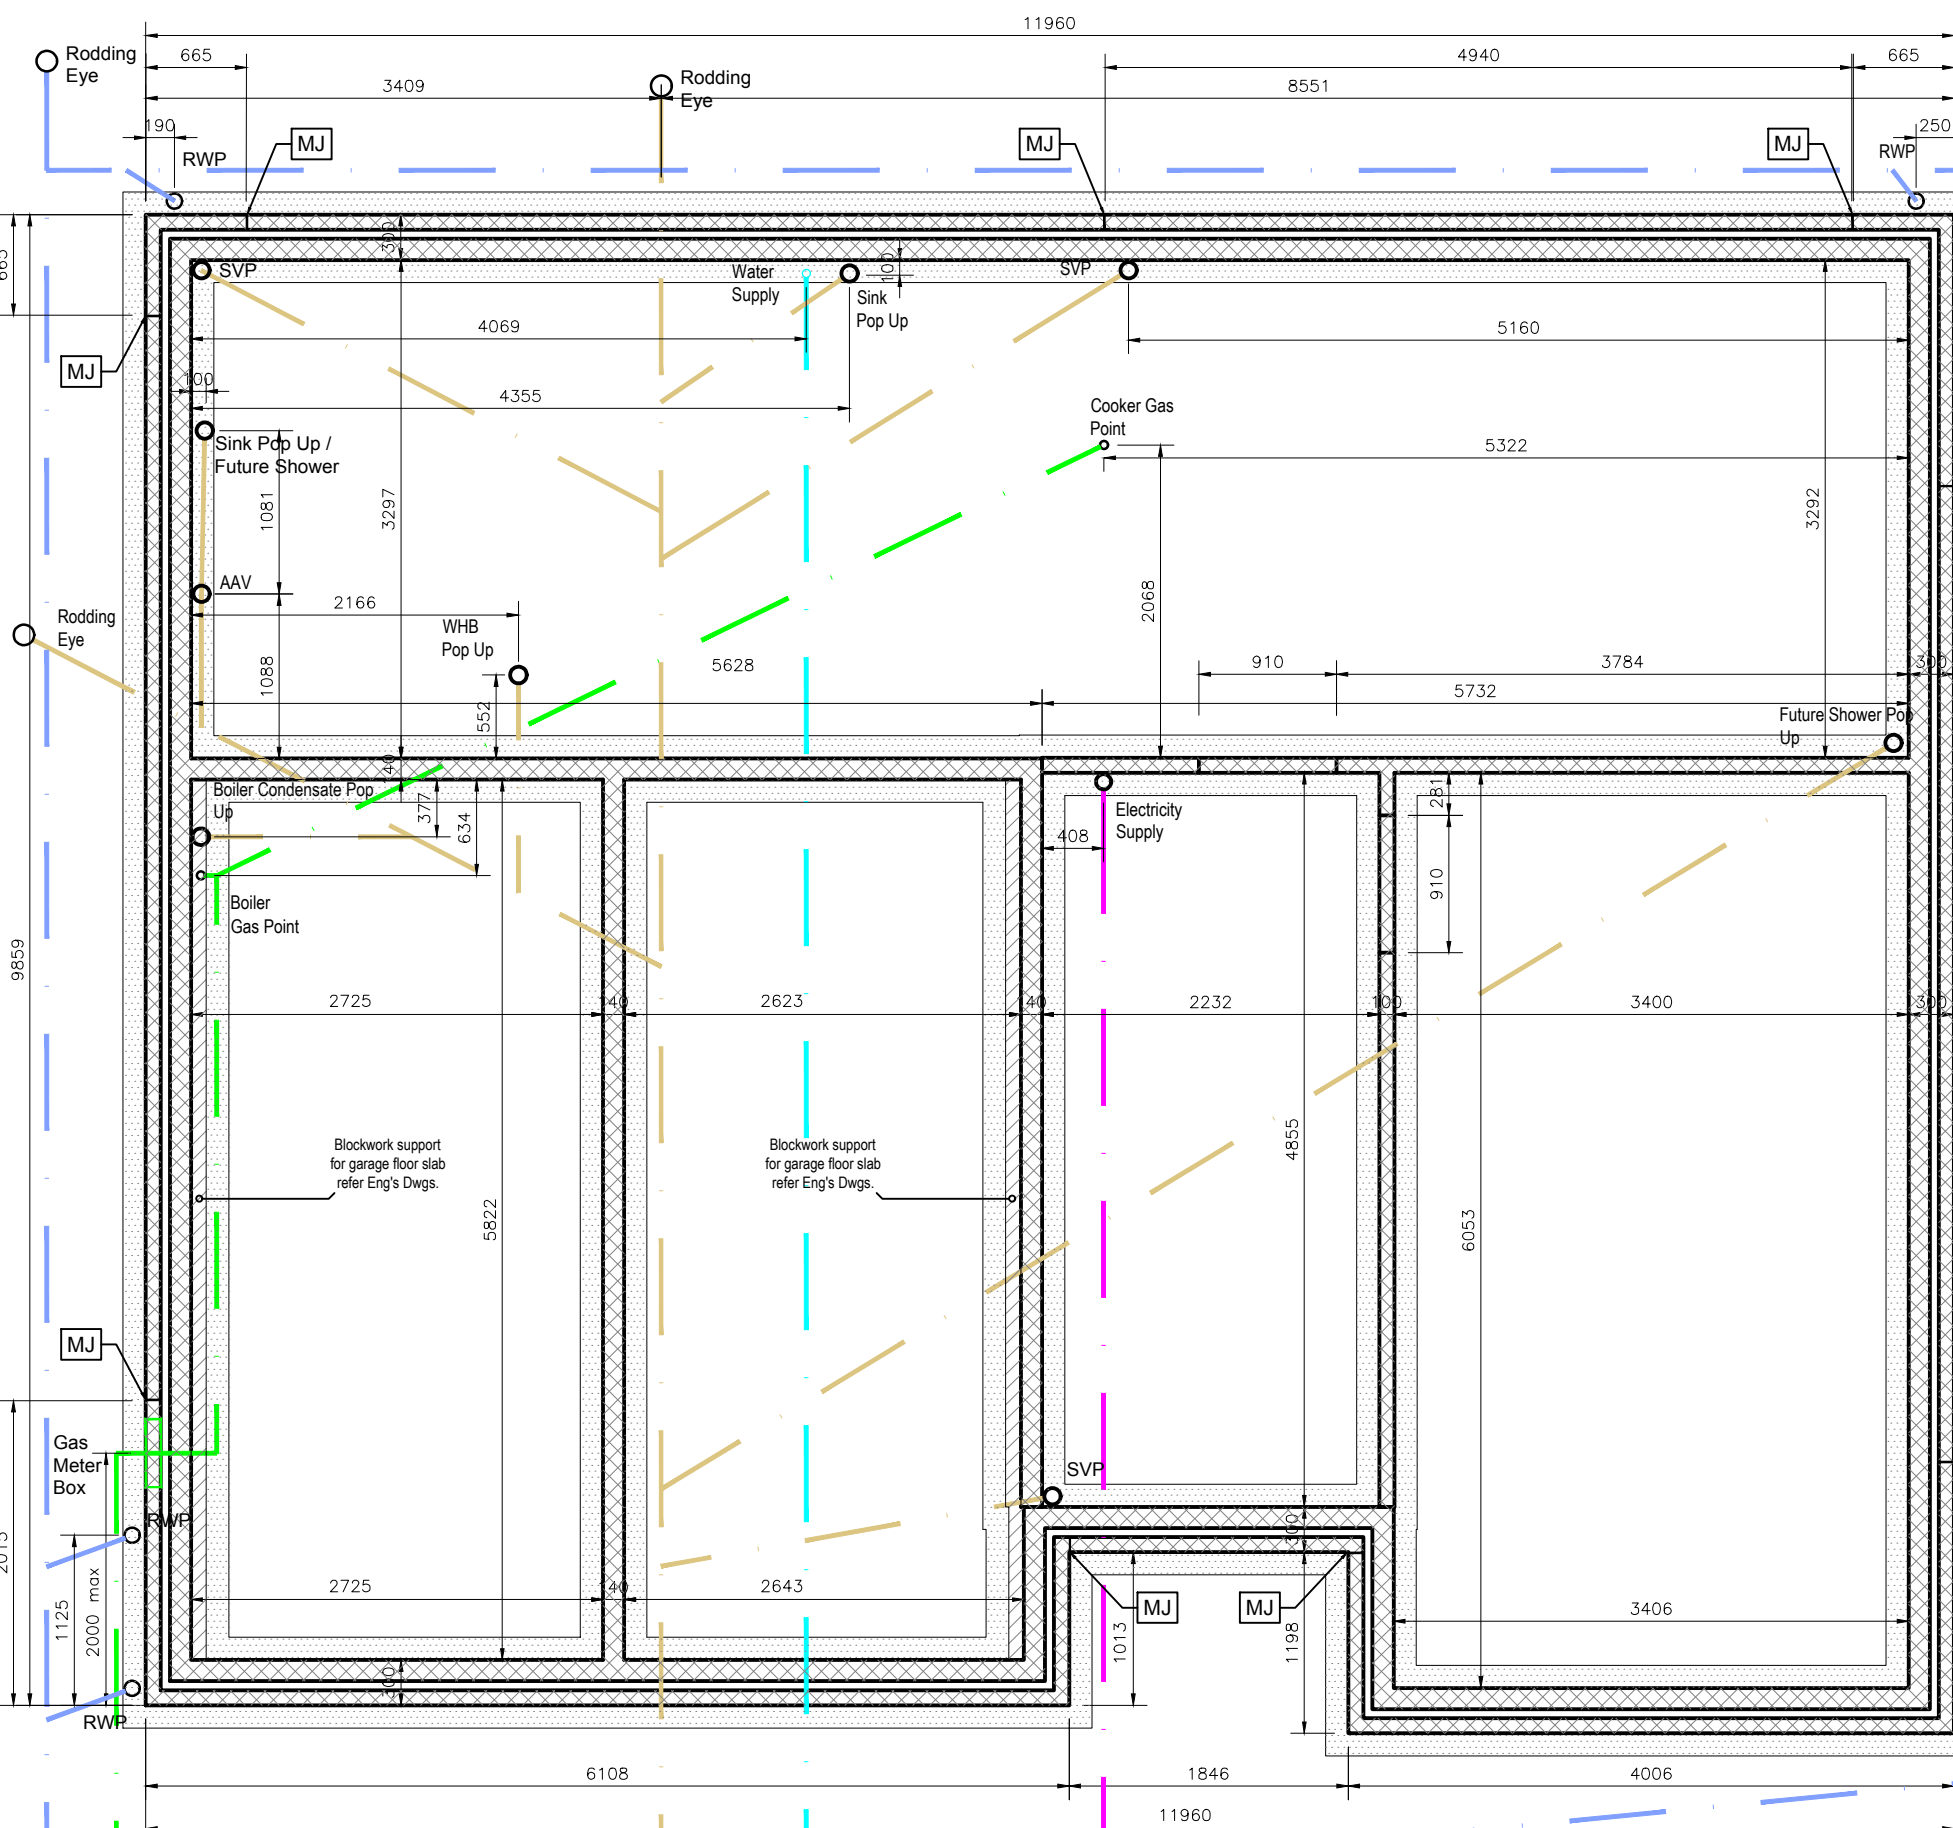 11960
Rodding
Eye
665
4940
665
3409
Rodding
Eye
8551
190
MJ
MJ
MJ
250
RWP
RWP
300
SVP
Water
Supply
100
Sink
Pop Up
SVP
665
4069
5160
MJ
100
4355
Cooker Gas
Point
Sink Pop Up /
Future Shower
5322
1081
3297
3292
AAV
2166
2068
Rodding
Eye
WHB
Pop Up
1088
552
5628
910
3784
300
5732
Future Shower Pop
Up
140
Boiler Condensate Pop
Up
377
634
Electricity
Supply
408
281
910
Boiler
Gas Point
9859
2725
140
2623
140
2232
100
3400
300
Blockwork support
for garage floor slab
refer Eng's Dwgs.
Blockwork support
for garage floor slab
refer Eng's Dwgs.
4855
5822
6053
MJ
Gas
Meter
Box
SVP
RWP
300
2725
140
2643
MJ
MJ
3406
1125
2000 max
1013
1198
300
RWP
6108
1846
4006
11960